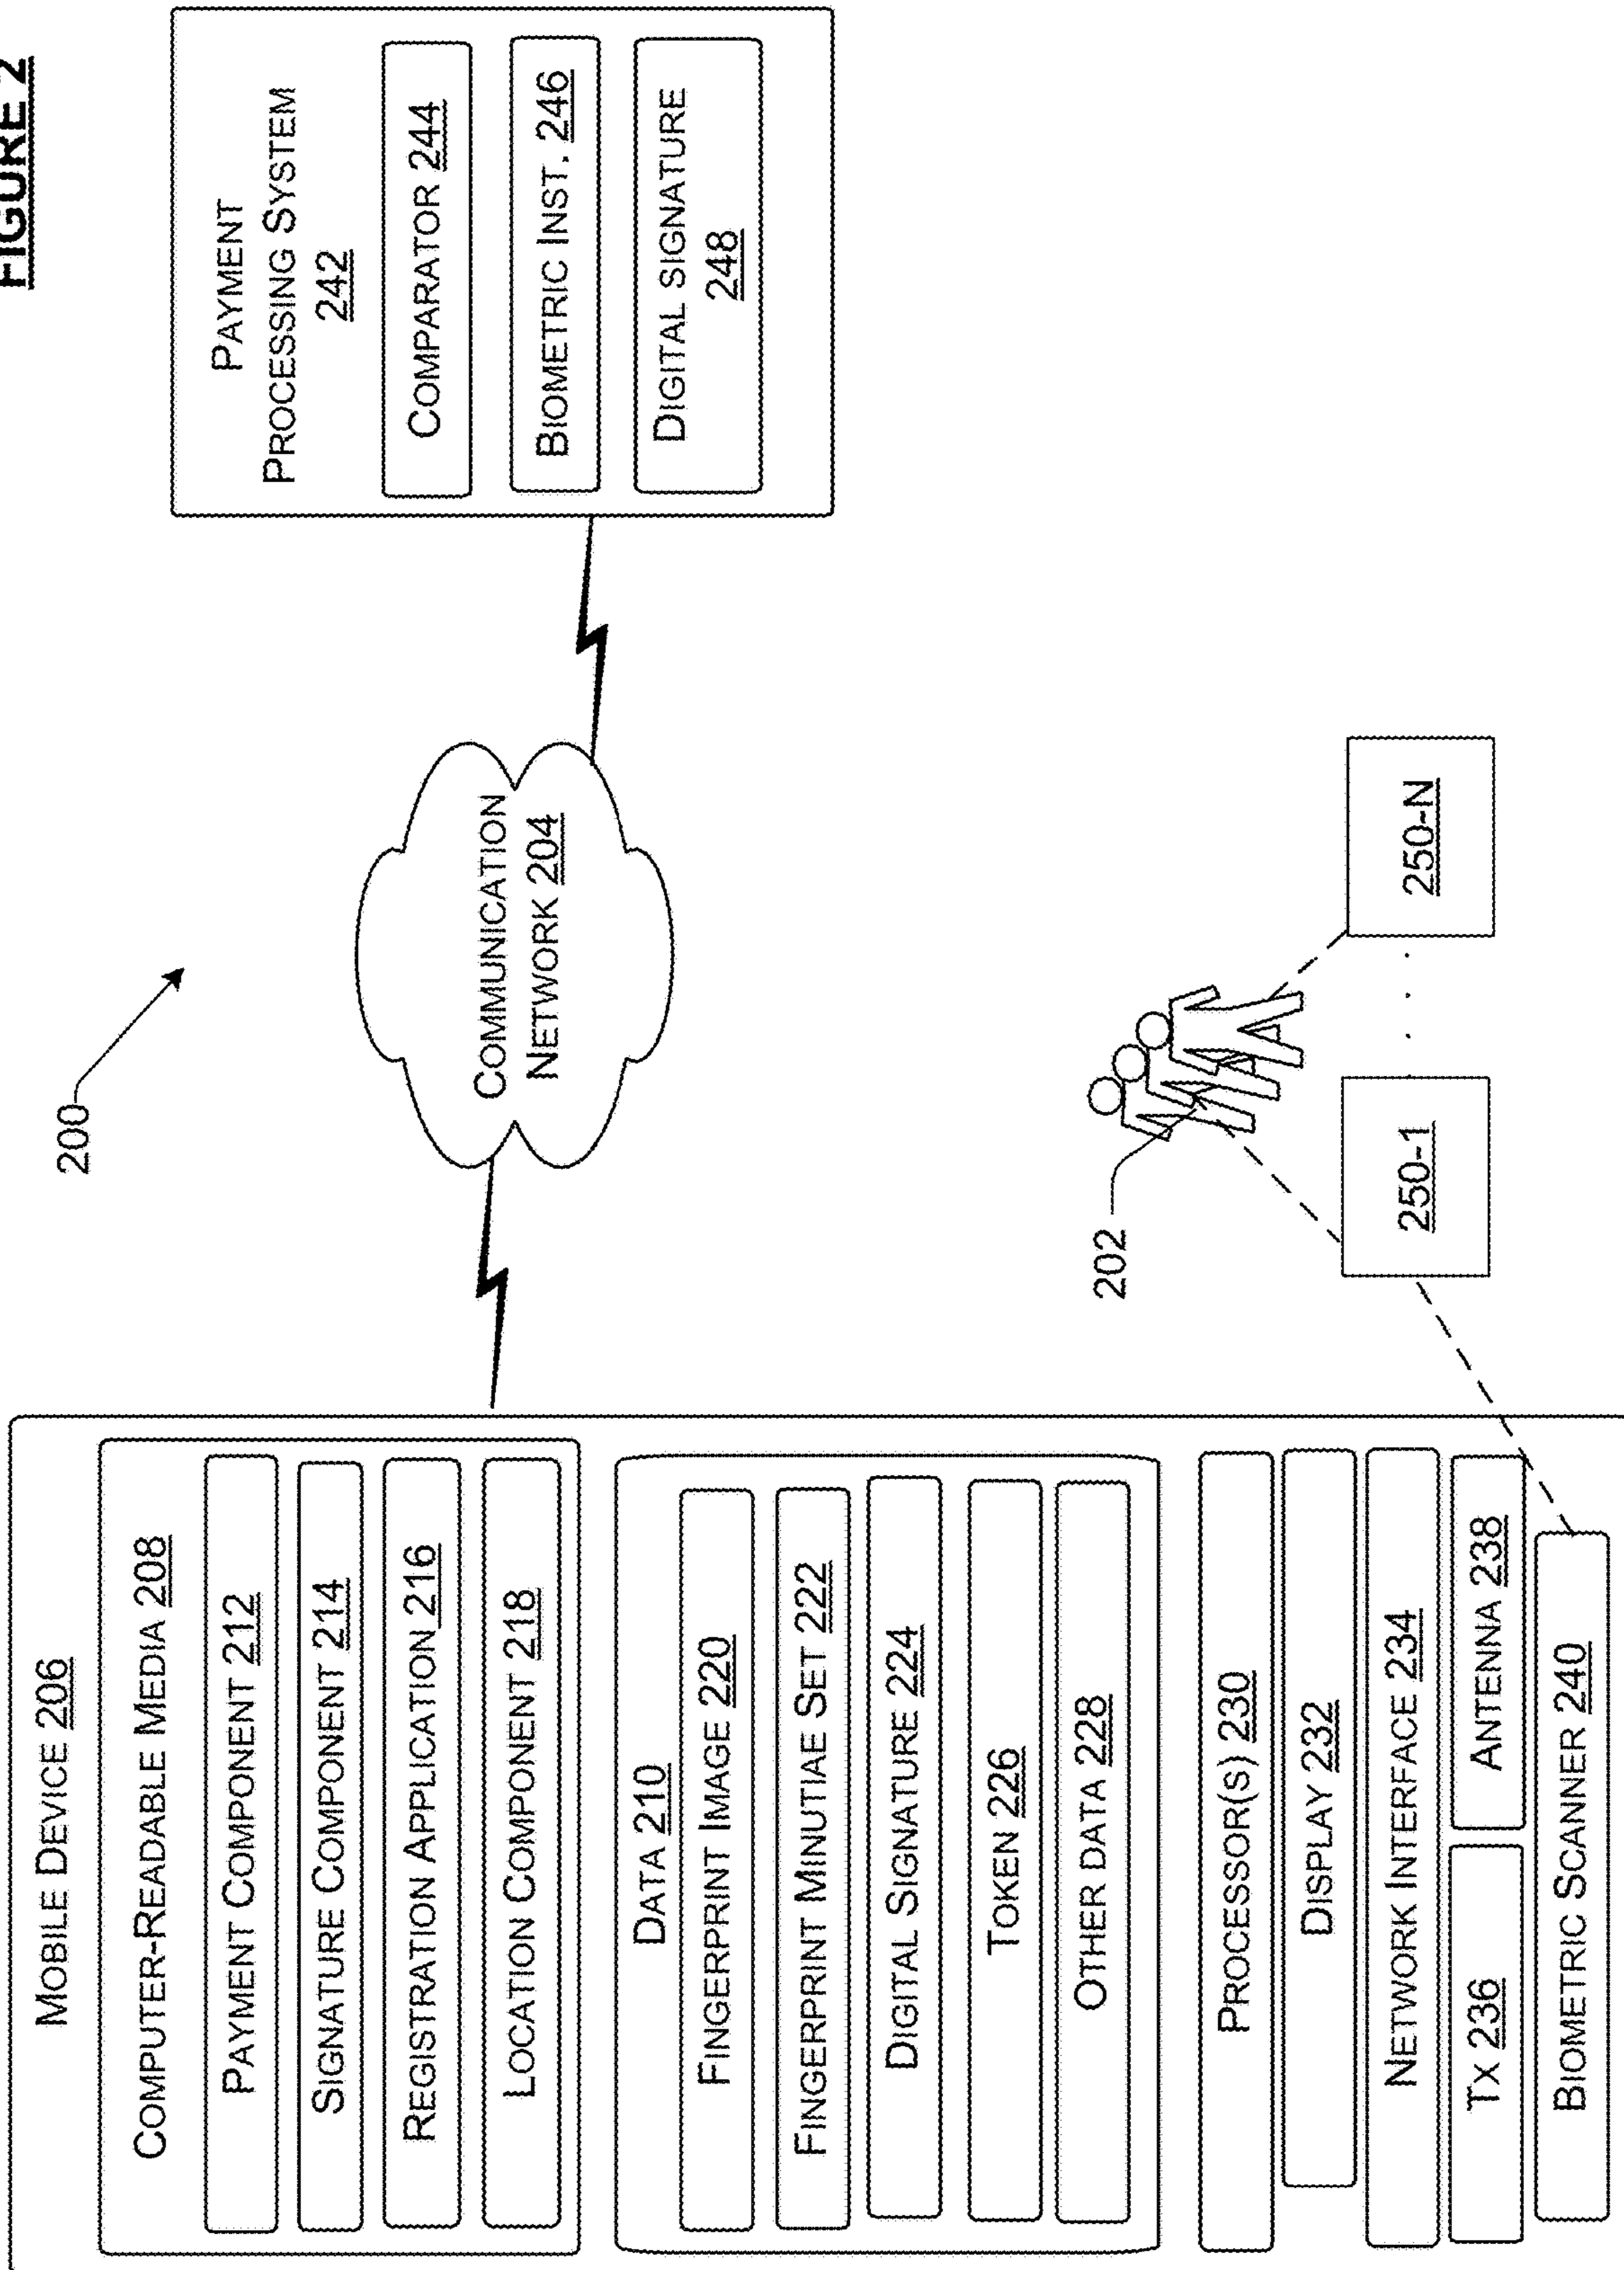 FIGURE 2
200
MOBILE DEVICE 206
COMPUTER-READABLE MEDIA 208
PAYMENT COMPONENT 212
SIGNATURE COMPONENT 214
REGISTRATION APPLICATION 216
LOCATION COMPONENT 218
DATA 210
FINGERPRINT IMAGE 220
FINGERPRINT MINUTIAE SET 222
DIGITAL SIGNATURE 224
TOKEN 226
OTHER DATA 228
PROCESSOR(S) 230
DISPLAY 232
NETWORK INTERFACE 234
TX 236
ANTENNA 238
BIOMETRIC SCANNER 240
COMMUNICATION
NETWORK 204
PAYMENT
PROCESSING SYSTEM
242
COMPARATOR 244
BIOMETRIC INST. 246
DIGITAL SIGNATURE
248
202
250-1
. . . .
250-N